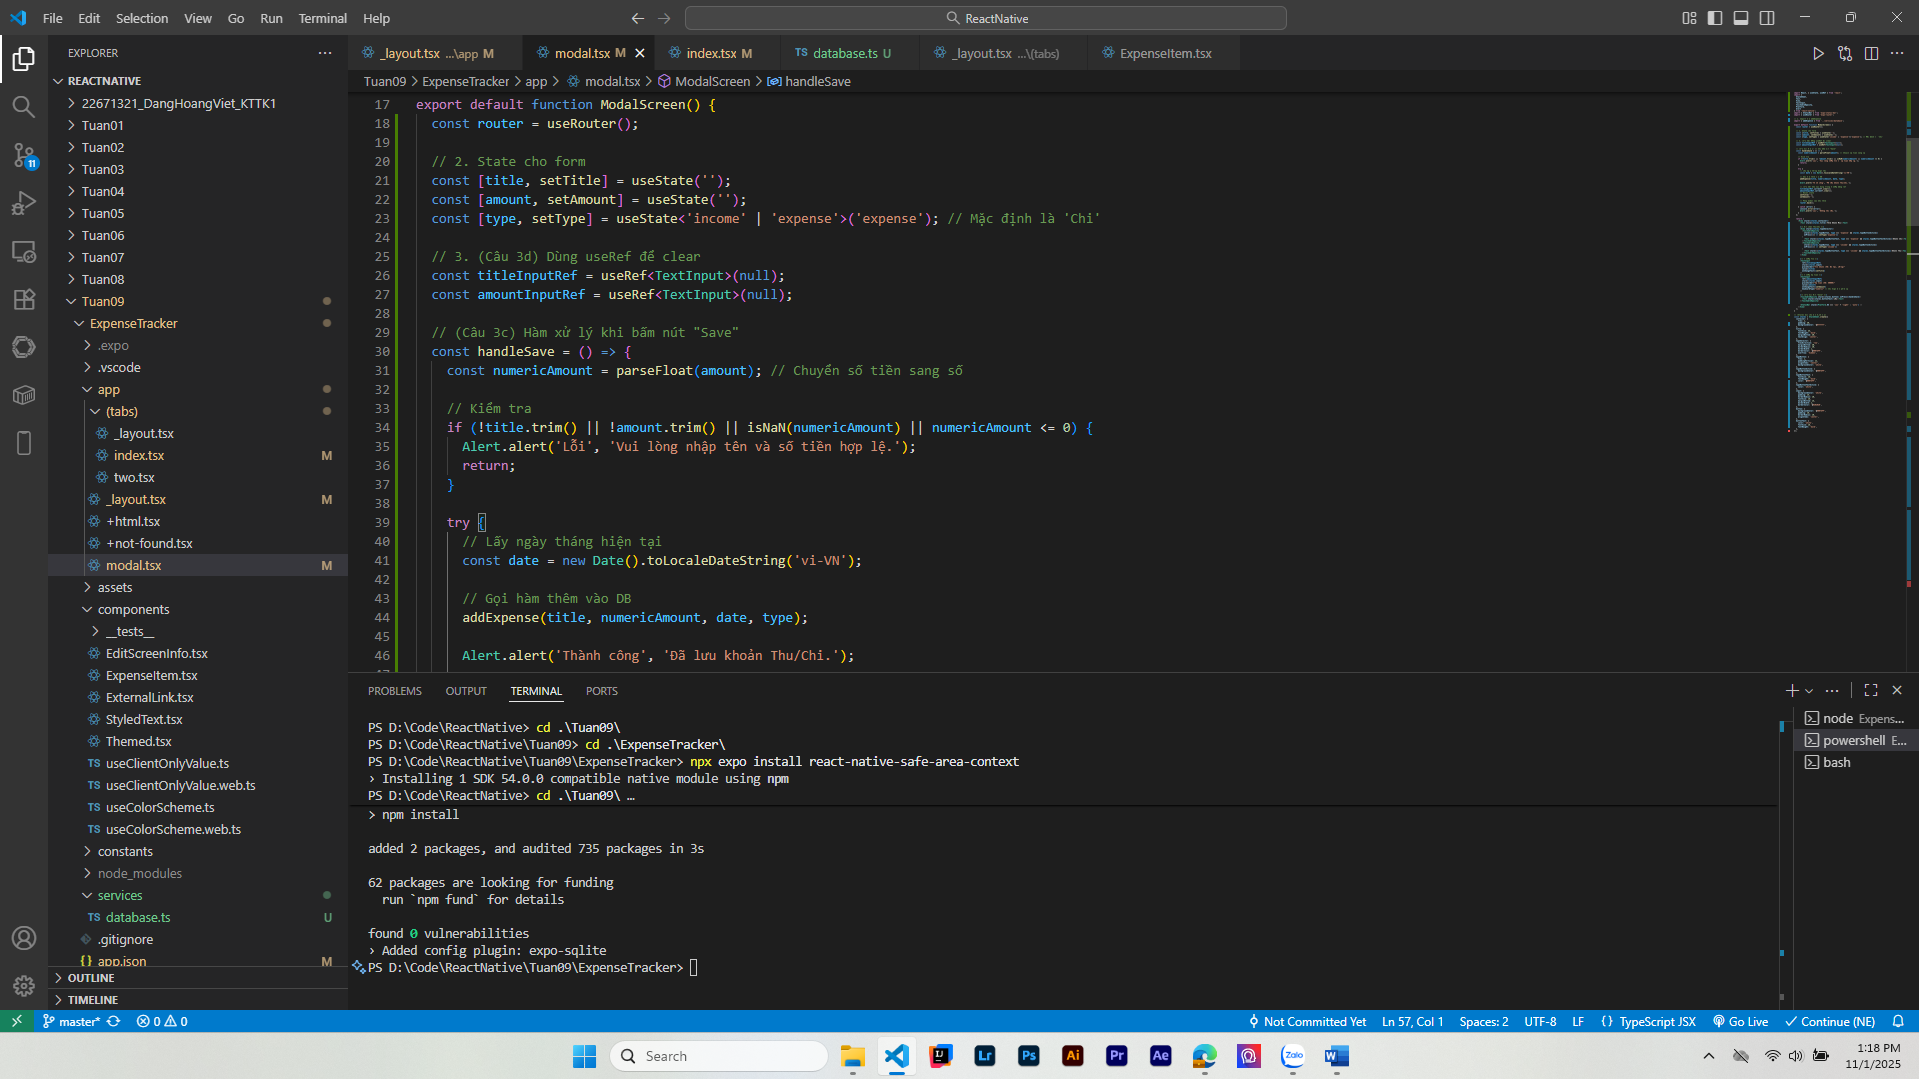 File Edit Selection View Go Run Terminal Help
ReactNative
EXPLORER
REACTNATIVE
22671321_DangHoangViet_KTTK1
Tuan01
Tuan02
Tuan03
Tuan04
Tuan05
Tuan06
Tuan07
Tuan08
Tuan09
ExpenseTracker
.expo
.vscode
app
(tabs)
_layout.tsx
index.tsx M
two.tsx
_layout.tsx M
+html.tsx
+not-found.tsx
modal.tsx M
assets
components
__tests__
EditScreenInfo.tsx
ExpenseItem.tsx
ExternalLink.tsx
StyledText.tsx
Themed.tsx
TS useClientOnlyValue.ts
TS useClientOnlyValue.web.ts
TS useColorScheme.ts
TS useColorScheme.web.ts
constants
node_modules
services
TS database.ts U
.gitignore
{} app.json M
OUTLINE
TIMELINE
11
_layout.tsx ...\app M modal.tsx M index.tsx M TS database.ts U _layout.tsx ...\(tabs) ExpenseItem.tsx
Tuan09 > ExpenseTracker > app > modal.tsx > ModalScreen > handleSave
17 export default function ModalScreen() {
18 const router = useRouter();
19
20 // 2. State cho form
21 const [title, setTitle] = useState('');
22 const [amount, setAmount] = useState('');
23 const [type, setType] = useState<'income' | 'expense'>('expense'); // Mặc định là 'Chi'
24
25 // 3. (Câu 3d) Dùng useRef để clear
26 const titleInputRef = useRef<TextInput>(null);
27 const amountInputRef = useRef<TextInput>(null);
28
29 // (Câu 3c) Hàm xử lý khi bấm nút "Save"
30 const handleSave = () => {
31 const numericAmount = parseFloat(amount); // Chuyển số tiền sang số
32
33 // Kiểm tra
34 if (!title.trim() || !amount.trim() || isNaN(numericAmount) || numericAmount <= 0) {
35 Alert.alert('Lỗi', 'Vui lòng nhập tên và số tiền hợp lệ.');
36 return;
37 }
38
39 try {
40 // Lấy ngày tháng hiện tại
41 const date = new Date().toLocaleDateString('vi-VN');
42
43 // Gọi hàm thêm vào DB
44 addExpense(title, numericAmount, date, type);
45
46 Alert.alert('Thành công', 'Đã lưu khoản Thu/Chi.');
PROBLEMS OUTPUT TERMINAL PORTS
PS D:\Code\ReactNative> cd .\Tuan09\
PS D:\Code\ReactNative\Tuan09> cd .\ExpenseTracker\
PS D:\Code\ReactNative\Tuan09\ExpenseTracker> npx expo install react-native-safe-area-context
› Installing 1 SDK 54.0.0 compatible native module using npm
PS D:\Code\ReactNative> cd .\Tuan09\ …
> npm install
added 2 packages, and audited 735 packages in 3s
62 packages are looking for funding
run `npm fund` for details
found 0 vulnerabilities
› Added config plugin: expo-sqlite
PS D:\Code\ReactNative\Tuan09\ExpenseTracker>
node Expens...
powershell E...
bash
master* 0 0 Not Committed Yet Ln 57, Col 1 Spaces: 2 UTF-8 LF {} TypeScript JSX Go Live Continue (NE)
Search
Lr Ps Ai Pr Ae Zalo W
1:18 PM
11/1/2025